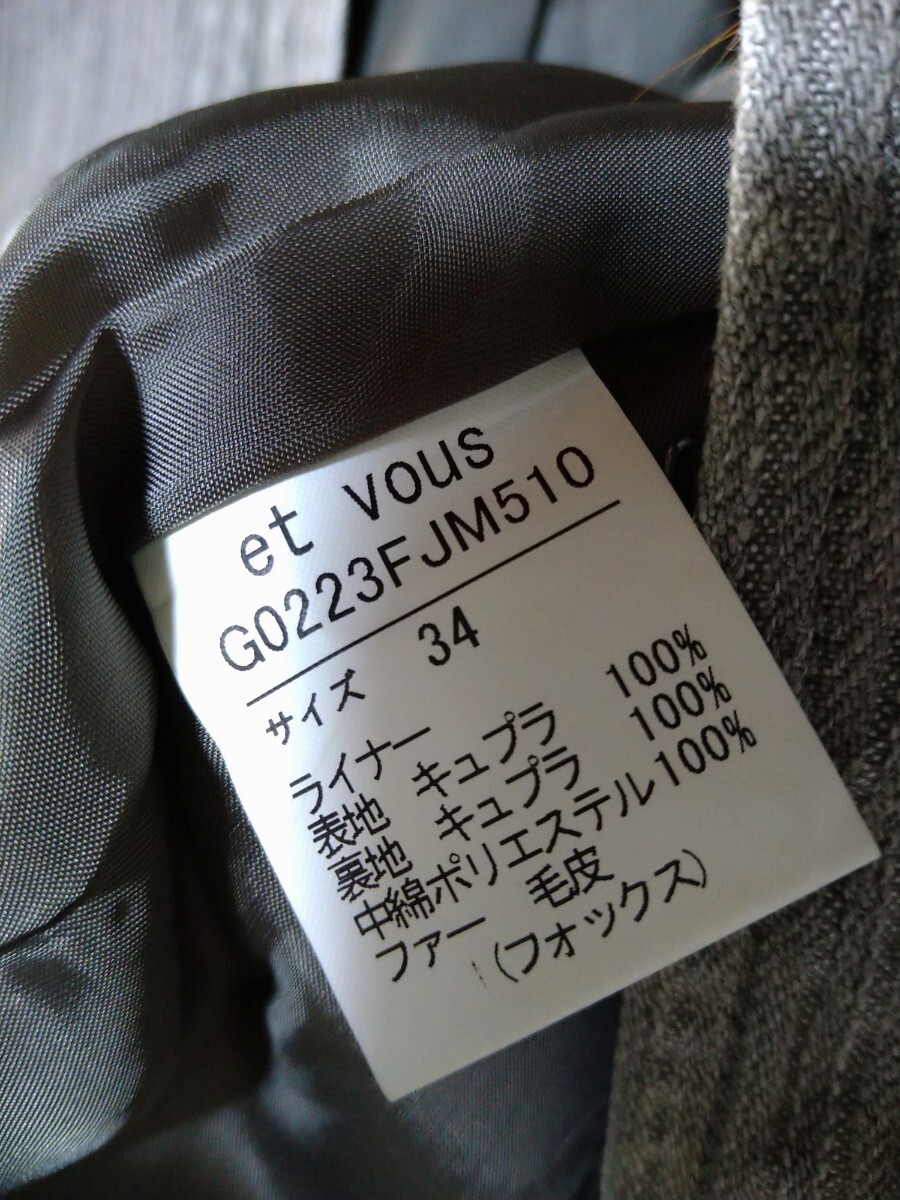 et vous
G0223FJM510
サイズ 34
ライナー
表地 キュプラ 100%
裏地 キュプラ 100%
中綿ポリエステル100%
ファー 毛皮
(フォックス)